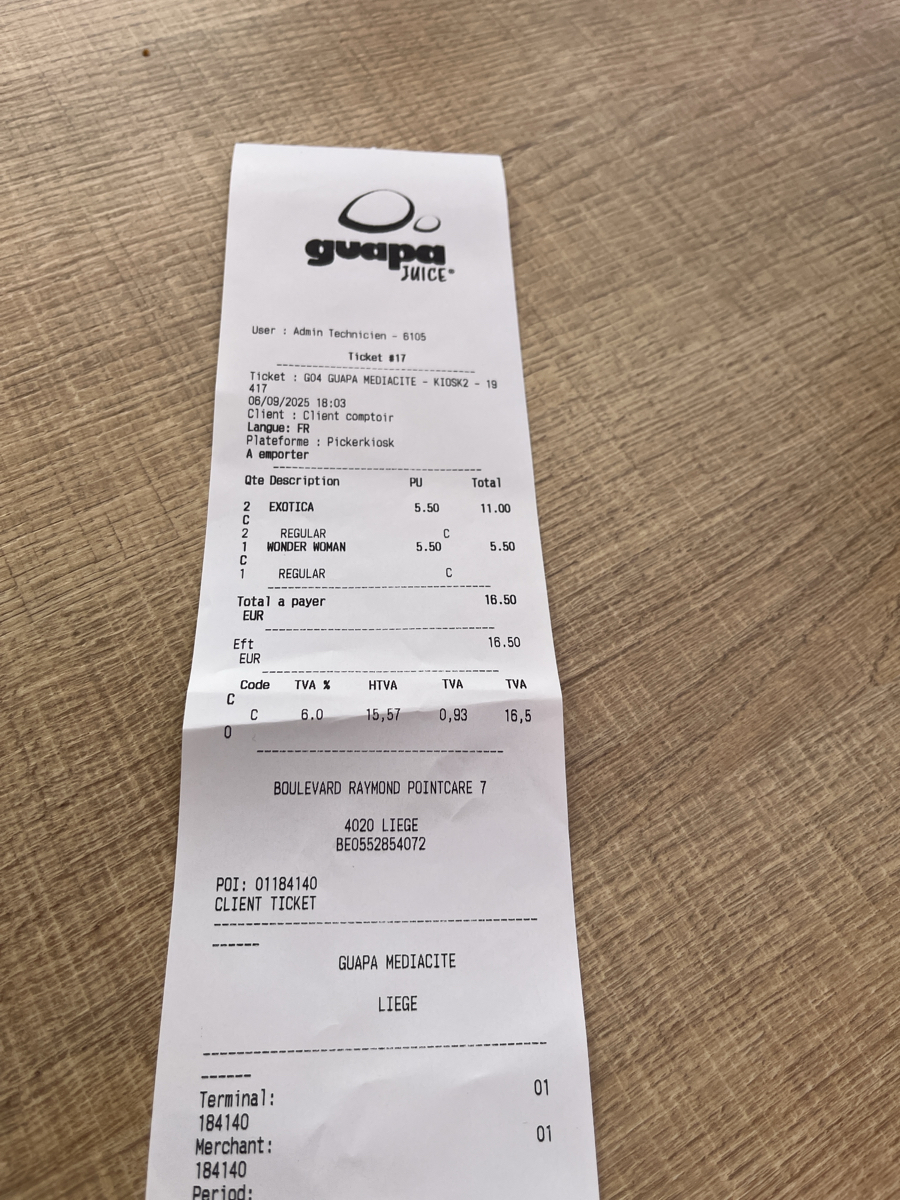 guapa
JUICE®
User : Admin Technicien - 6105
Ticket #17
Ticket : G04 GUAPA MEDIACITE - KIOSK2 - 19
417
06/09/2025 18:03
Client : Client comptoir
Langue: FR
Plateforme : Pickerkiosk
A emporter
Qte Description PU Total
2 EXOTICA 5.50 11.00
C
2 REGULAR C
1 WONDER WOMAN 5.50 5.50
C
1 REGULAR C
Total a payer 16.50
EUR
Eft 16.50
EUR
Code TVA % HTVA TVA TVA
C
C 6.0 15,57 0,93 16,5
0
BOULEVARD RAYMOND POINTCARE 7
4020 LIEGE
BE0552854072
POI: 01184140
CLIENT TICKET
GUAPA MEDIACITE
LIEGE
Terminal: 01
184140
Merchant: 01
184140
Period: